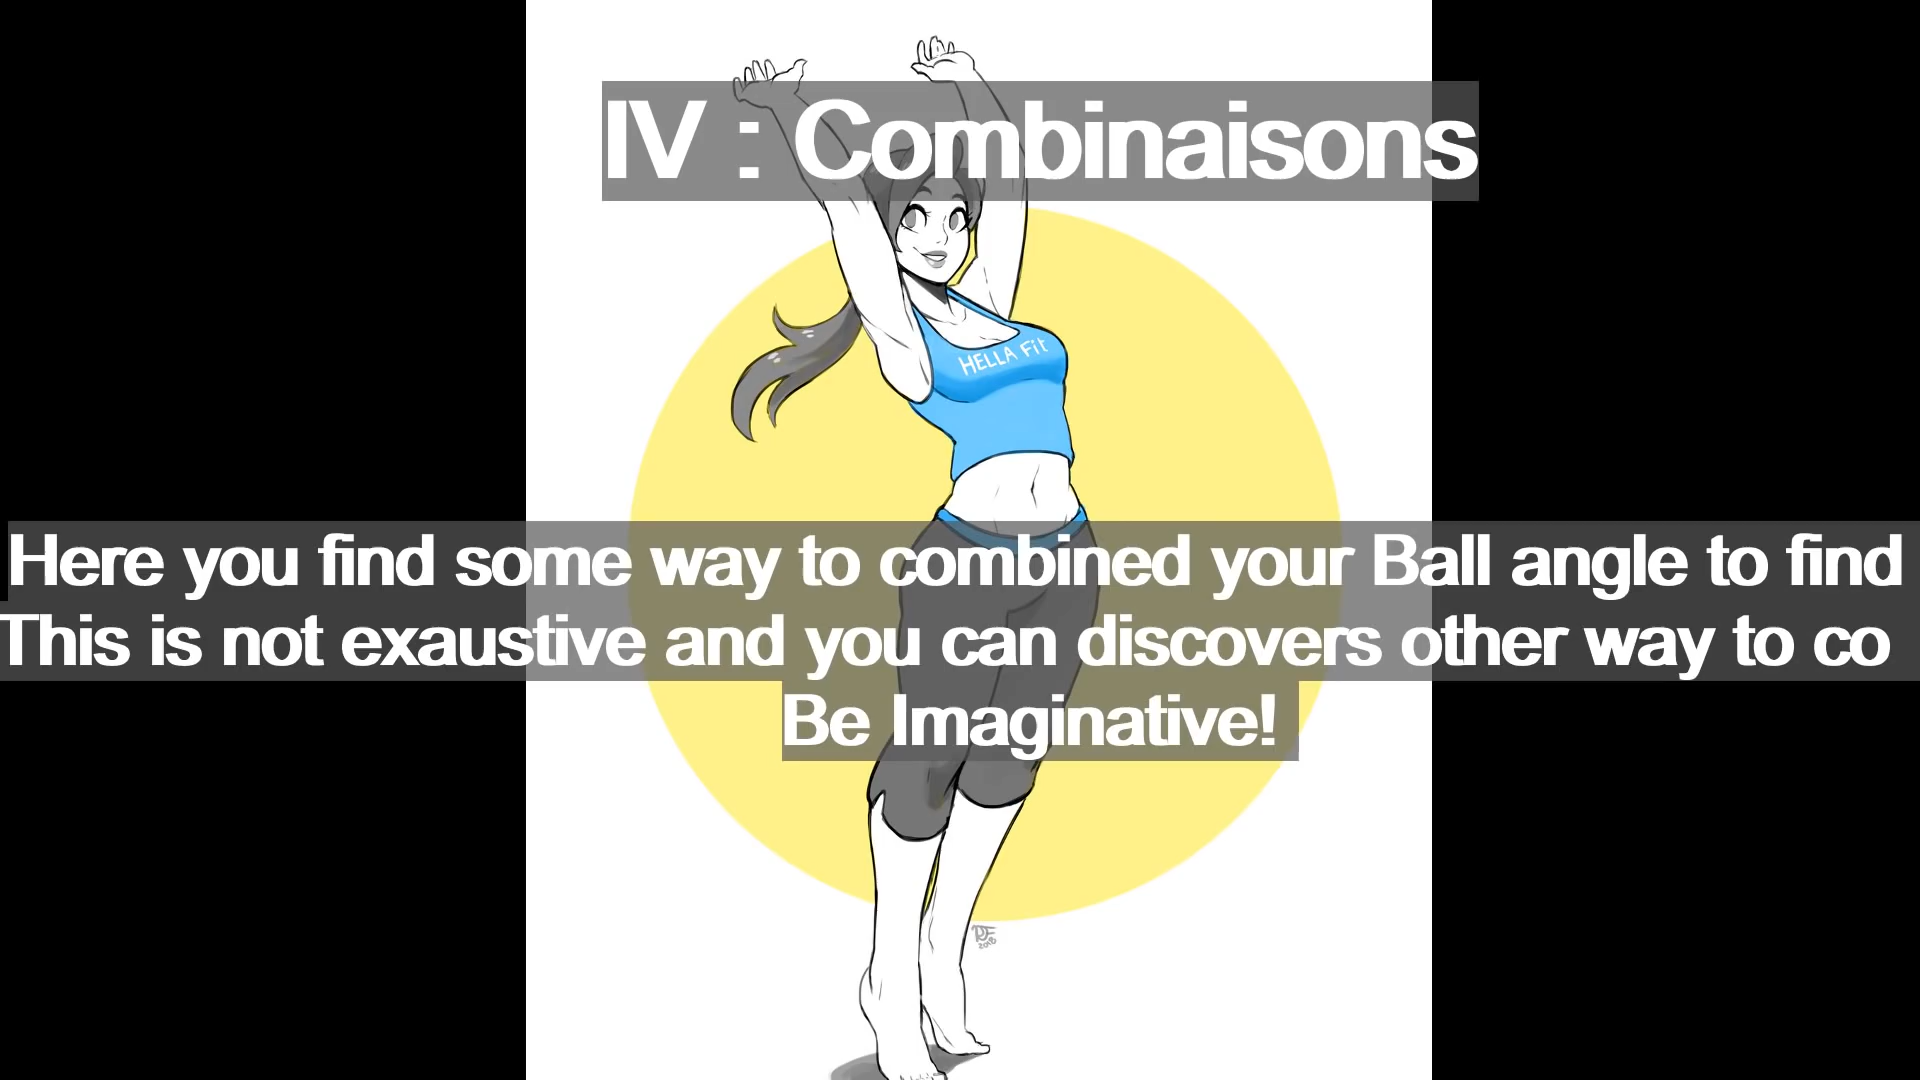 IV : Combinaisons
HELLA Fit
Here you find some way to combined your Ball angle to find
This is not exaustive and you can discovers other way to co
Be Imaginative!
2018